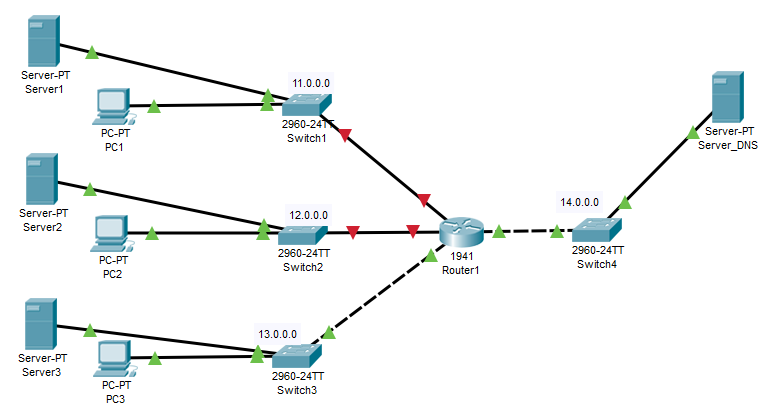 Server-PT
Server1
PC-PT
PC1
11.0.0.0
2960-24TT
Switch1
Server-PT
Server_DNS
Server-PT
Server2
PC-PT
PC2
12.0.0.0
2960-24TT
Switch2
1941
Router1
14.0.0.0
2960-24TT
Switch4
Server-PT
Server3
PC-PT
PC3
13.0.0.0
2960-24TT
Switch3